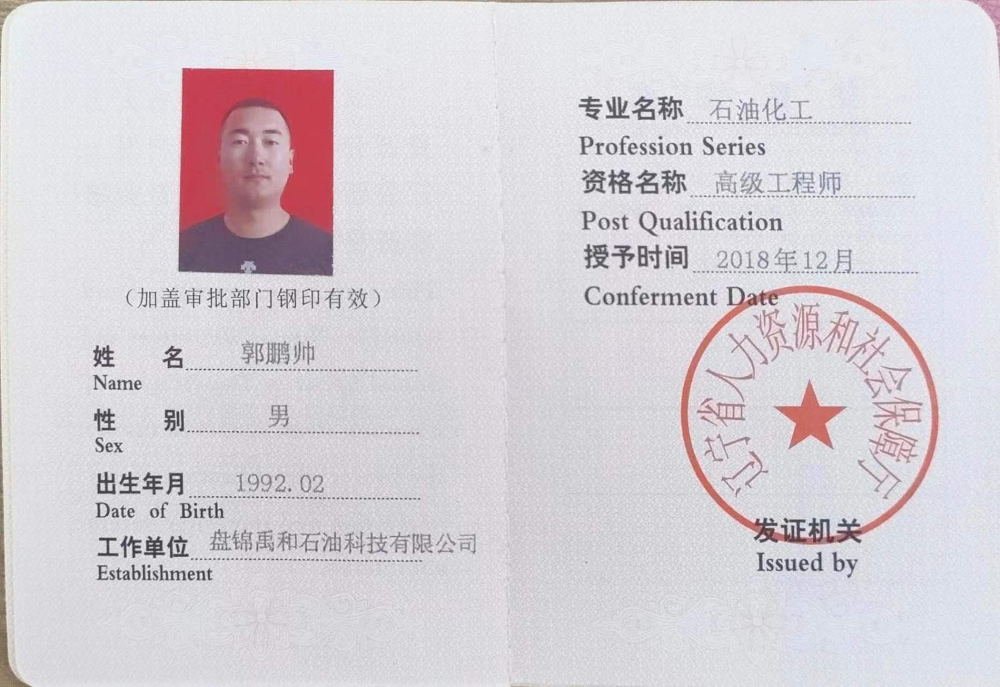 （加盖审批部门钢印有效）
姓 名 郭鹏帅
Name
性 别 男
Sex
出生年月 1992.02
Date of Birth
工作单位 盘锦禹和石油科技有限公司
Establishment
专业名称 石油化工
Profession Series
资格名称 高级工程师
Post Qualification
授予时间 2018年12月
Conferment Date
辽宁省人力资源和社会保障厅
发证机关
Issued by